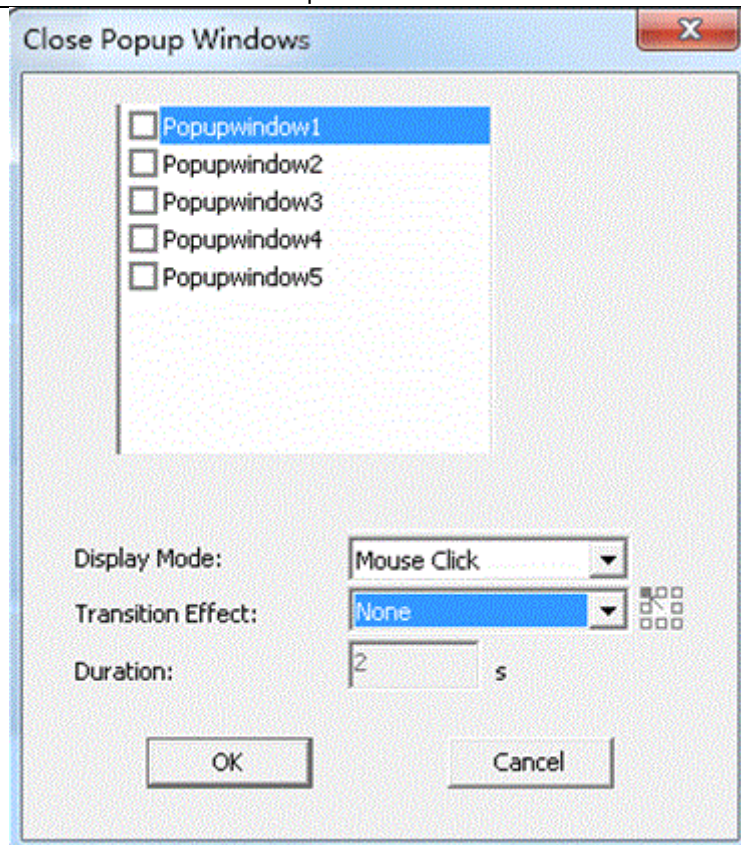 Close Popup Windows
Popupwindow1
Popupwindow2
Popupwindow3
Popupwindow4
Popupwindow5
Display Mode: Mouse Click
Transition Effect: None
Duration: 2 s
OK Cancel